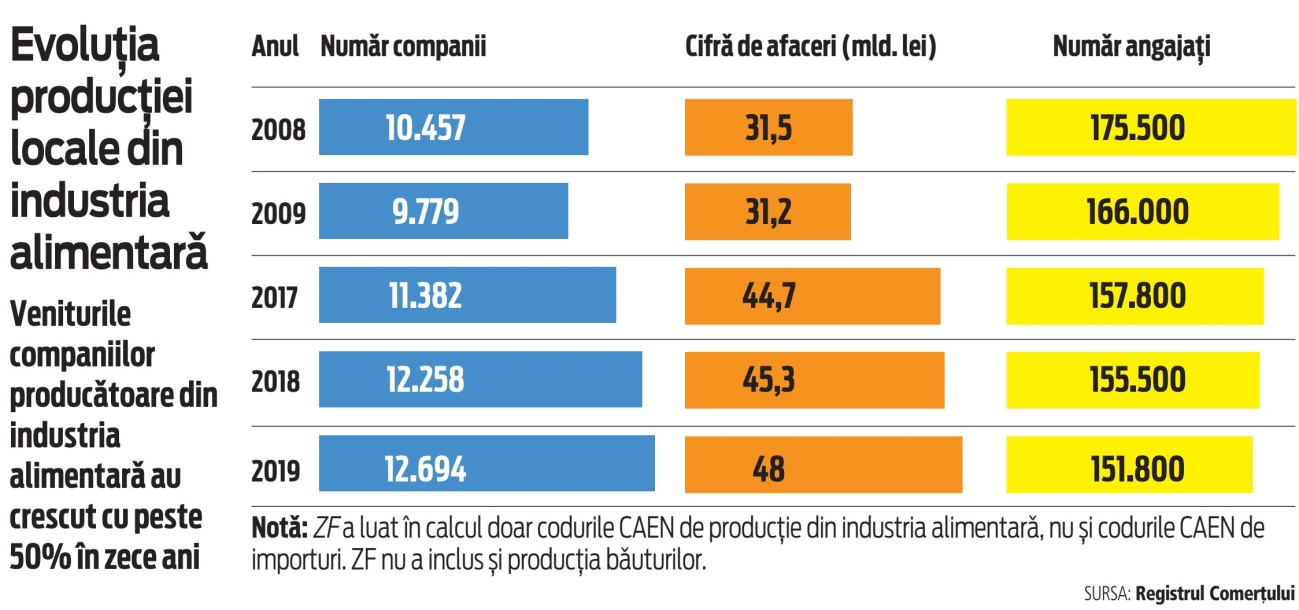 Evoluția
producției
locale din
industria
alimentară
Veniturile
companiilor
producătoare din
industria
alimentară au
crescut cu peste
50% în zece ani
Anul Număr companii Cifră de afaceri (mld. lei) Număr angajați
2008 10.457 31,5 175.500
2009 9.779 31,2 166.000
2017 11.382 44,7 157.800
2018 12.258 45,3 155.500
2019 12.694 48 151.800
Notă: ZF a luat în calcul doar codurile CAEN de producție din industria alimentară, nu și codurile CAEN de
importuri. ZF nu a inclus și producția băuturilor.
SURSA: Registrul Comerțului